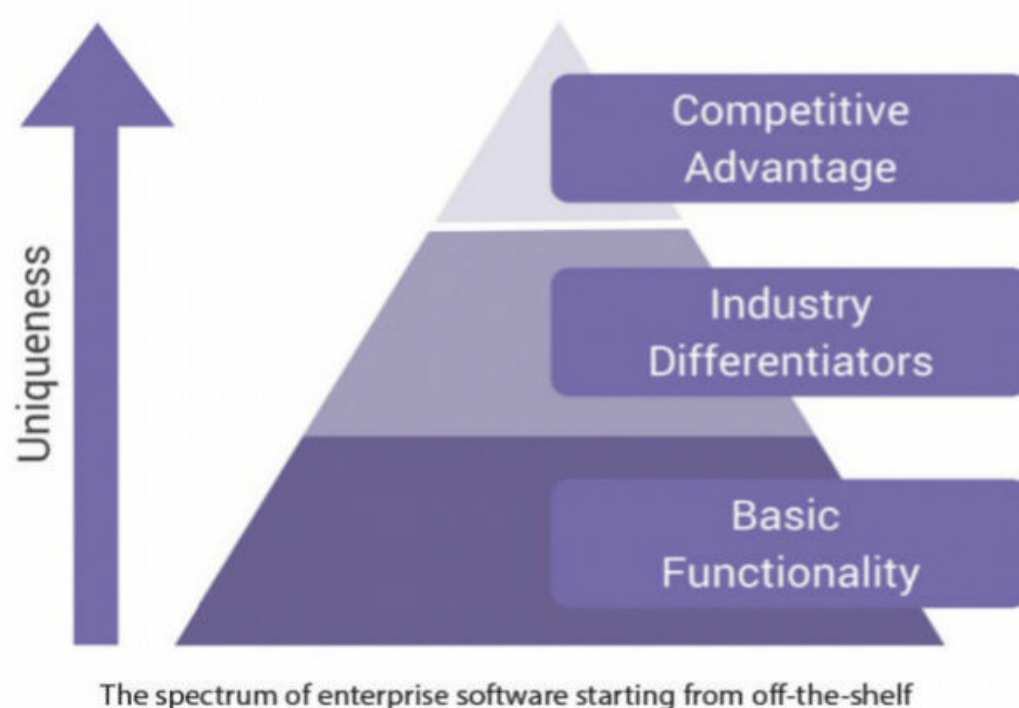 Competitive
Advantage
Uniqueness
Industry
Differentiators
Basic
Functionality
The spectrum of enterprise software starting from off-the-shelf